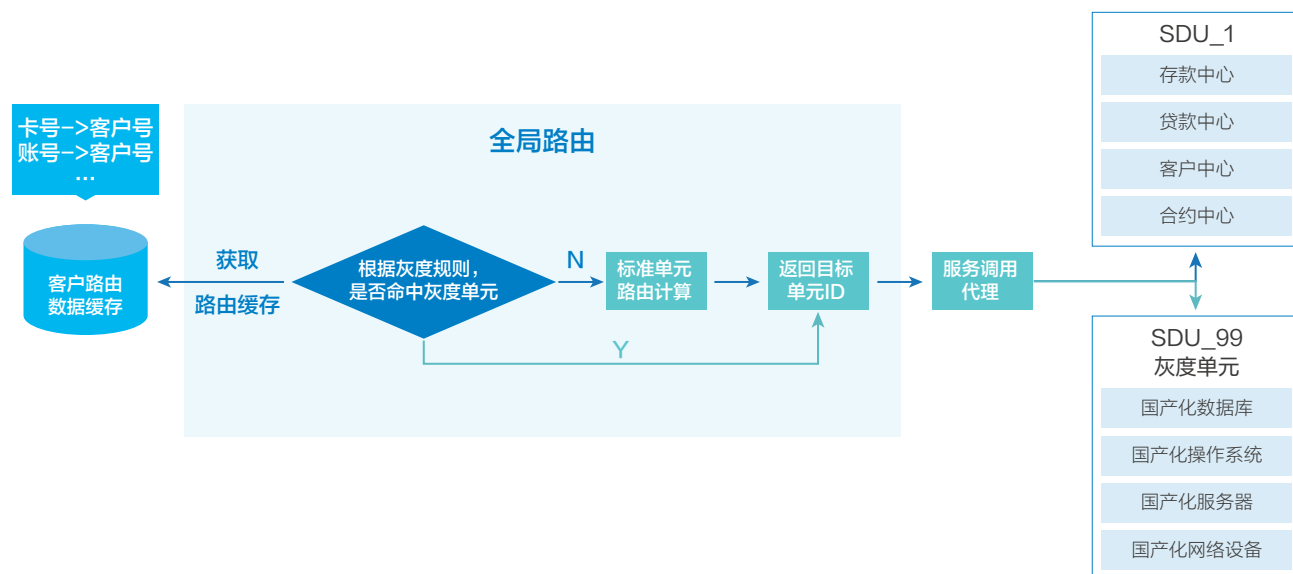 卡号->客户号
账号->客户号
...
客户路由
数据缓存
全局路由
获取
路由缓存
根据灰度规则，
是否命中灰度单元
N
Y
标准单元
路由计算
返回目标
单元ID
服务调用
代理
SDU_1
存款中心
贷款中心
客户中心
合约中心
SDU_99
灰度单元
国产化数据库
国产化操作系统
国产化服务器
国产化网络设备